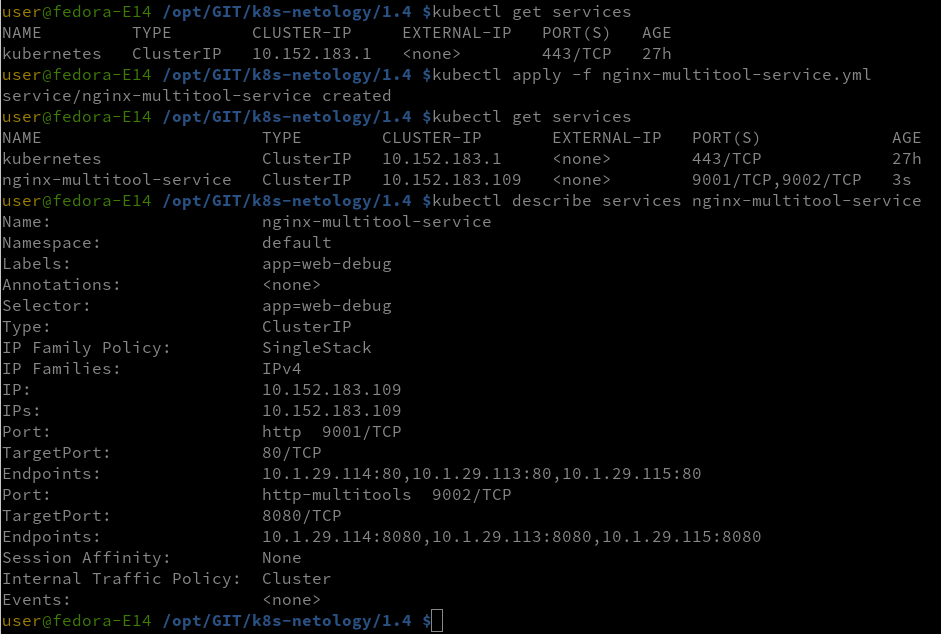 user@fedora-E14 /opt/GIT/k8s-netology/1.4 $kubectl get services
NAME         TYPE        CLUSTER-IP     EXTERNAL-IP   PORT(S)   AGE
kubernetes   ClusterIP   10.152.183.1   <none>        443/TCP   27h
user@fedora-E14 /opt/GIT/k8s-netology/1.4 $kubectl apply -f nginx-multitool-service.yml
service/nginx-multitool-service created
user@fedora-E14 /opt/GIT/k8s-netology/1.4 $kubectl get services
NAME                      TYPE        CLUSTER-IP       EXTERNAL-IP   PORT(S)             AGE
kubernetes                ClusterIP   10.152.183.1     <none>        443/TCP             27h
nginx-multitool-service   ClusterIP   10.152.183.109   <none>        9001/TCP,9002/TCP   3s
user@fedora-E14 /opt/GIT/k8s-netology/1.4 $kubectl describe services nginx-multitool-service
Name:                     nginx-multitool-service
Namespace:                default
Labels:                   app=web-debug
Annotations:              <none>
Selector:                 app=web-debug
Type:                     ClusterIP
IP Family Policy:         SingleStack
IP Families:              IPv4
IP:                       10.152.183.109
IPs:                      10.152.183.109
Port:                     http  9001/TCP
TargetPort:               80/TCP
Endpoints:                10.1.29.114:80,10.1.29.113:80,10.1.29.115:80
Port:                     http-multitools  9002/TCP
TargetPort:               8080/TCP
Endpoints:                10.1.29.114:8080,10.1.29.113:8080,10.1.29.115:8080
Session Affinity:         None
Internal Traffic Policy:  Cluster
Events:                   <none>
user@fedora-E14 /opt/GIT/k8s-netology/1.4 $